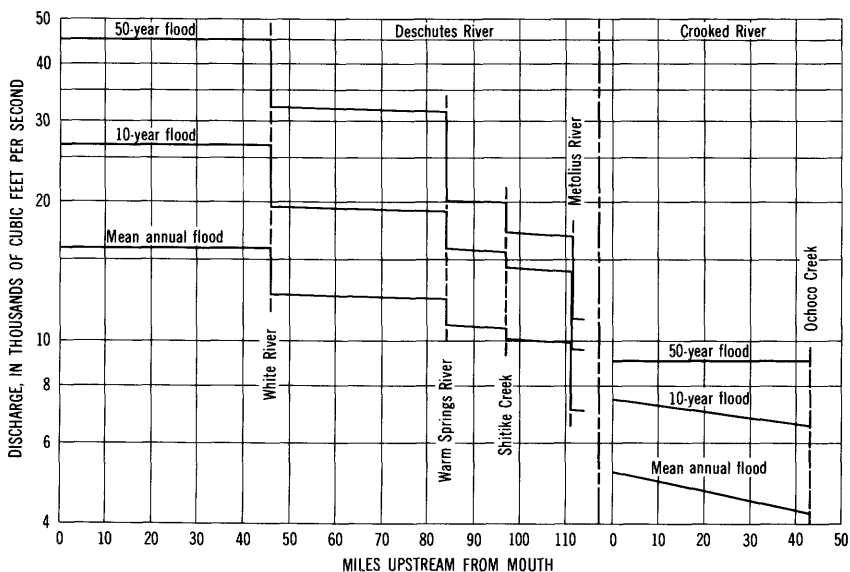 50
40
30
20
10
8
6
4
DISCHARGE, IN THOUSANDS OF CUBIC FEET PER SECOND
50-year flood
10-year flood
Mean annual flood
Deschutes River
White River
Warm Springs River
Shitike Creek
Metolius River
Crooked River
50-year flood
10-year flood
Mean annual flood
Ochoco Creek
0 10 20 30 40 50 60 70 80 90 100 110 0 10 20 30 40 50
MILES UPSTREAM FROM MOUTH